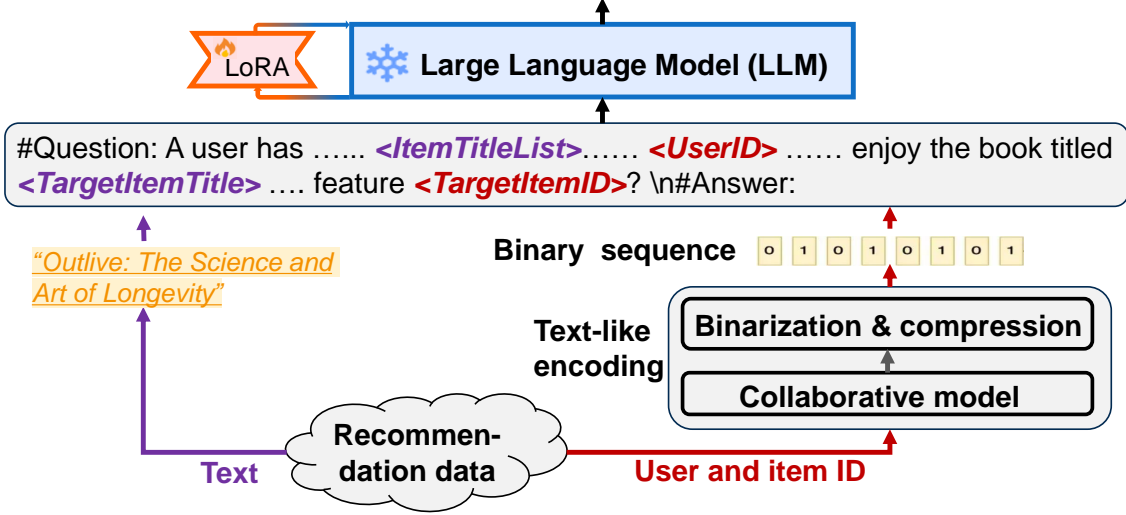 LoRA
Large Language Model (LLM)
#Question: A user has …... <ItemTitleList>…… <UserID> …… enjoy the book titled
<TargetItemTitle> …. feature <TargetItemID>? \n#Answer:
“Outlive: The Science and
Art of Longevity”
Binary sequence 0 1 0 1 0 1 0 1
Text-like
encoding
Binarization & compression
Collaborative model
Recommen-
dation data
Text
User and item ID